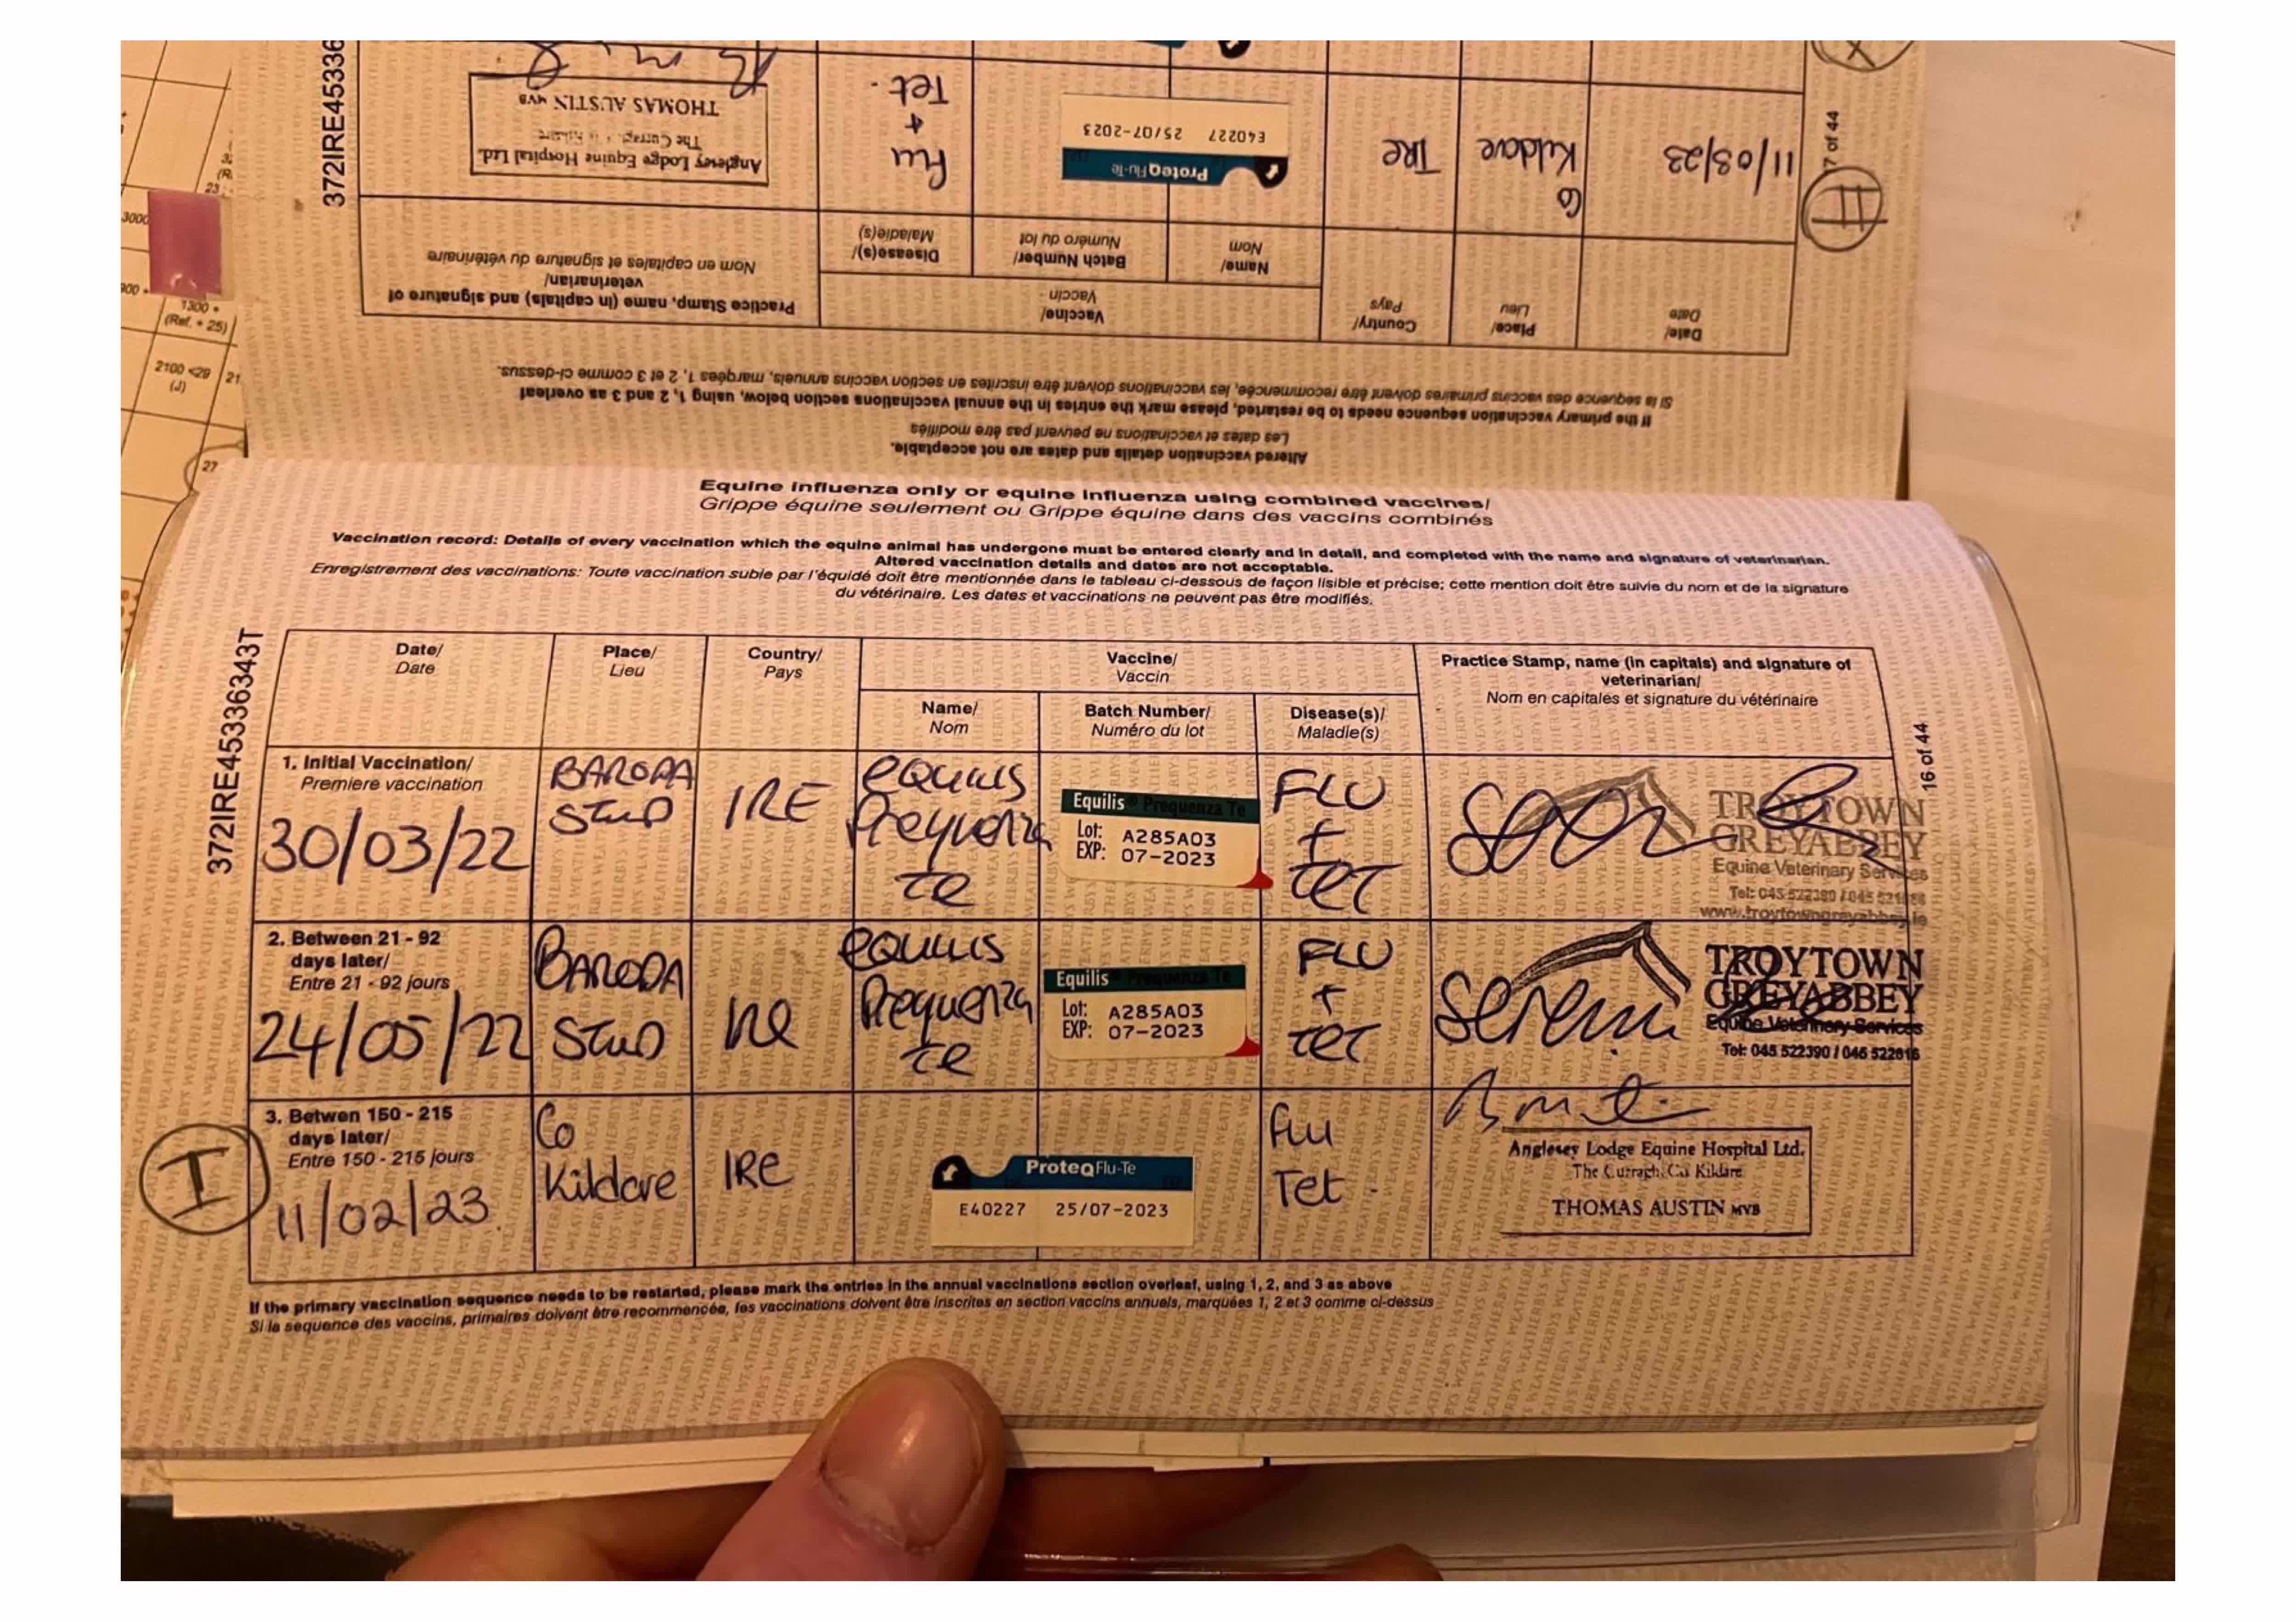 372IRE45336
Altered vaccination details and dates are not acceptable.
Les dates et vaccinations ne peuvent pas être modifiés
If the primary vaccination sequence needs to be restarted, please mark the entries in the annual vaccinations section below, using 1, 2 and 3 as overleaf
Si la sequence des vaccins primaires doivent être recommencée, les vaccinations doivent être inscrites en section vaccins annuels, marqées 1, 2 et 3 comme ci-dessus.
Date/
Date
Place/
Lieu
Country/
Pays
Vaccine/
Vaccin
Name/
Nom
Batch Number/
Numéro du lot
Disease(s)/
Maladie(s)
Practice Stamp, name (in capitals) and signature of
veterinarian/
Nom en capitales et signature du vétérinaire
11/03/23
Co
Kildare
IRE
ProteqFlu-Te
E40227 25/07-2023
Flu
+
Tet.
Anglesey Lodge Equine Hospital Ltd.
The Curragh, Kildare
THOMAS AUSTIN MVB
17 of 44
II
3000
23
1300 +
(Ref. + 25)
2100 <29
(J)
21
27
Equine influenza only or equine influenza using combined vaccines/
Grippe équine seulement ou Grippe équine dans des vaccins combinés
Vaccination record: Details of every vaccination which the equine animal has undergone must be entered clearly and in detail, and completed with the name and signature of veterinarian.
Altered vaccination details and dates are not acceptable.
Enregistrement des vaccinations: Toute vaccination subie par l'équidé doit être mentionnée dans le tableau ci-dessous de façon lisible et précise; cette mention doit être suivie du nom et de la signature
du vétérinaire. Les dates et vaccinations ne peuvent pas être modifiés.
372IRE45336343T
16 of 44
Date/
Date
Place/
Lieu
Country/
Pays
Vaccine/
Vaccin
Name/
Nom
Batch Number/
Numéro du lot
Disease(s)/
Maladie(s)
Practice Stamp, name (in capitals) and signature of
veterinarian/
Nom en capitales et signature du vétérinaire
1. Initial Vaccination/
Premiere vaccination
30/03/22
BARODA
STUD
IRE
EQUILIS
Prequenza
TE
Equilis Prequenza Te
Lot: A285A03
EXP: 07-2023
FLU
+
TET
TROYTOWN
GREYABBEY
Equine Veterinary Services
Tel: 045 522390 / 045
www.troytowngreyabbey.ie
2. Between 21 - 92
days later/
Entre 21 - 92 jours
24/05/22
BARODA
STUD
IRE
EQUILIS
Prequenza
TE
Equilis Prequenza Te
Lot: A285A03
EXP: 07-2023
FLU
+
TET
TROYTOWN
GREYABBEY
Equine Veterinary Services
Tel: 045 522390 / 045 522616
3. Betwen 150 - 215
days later/
Entre 150 - 215 jours
I
11/02/23
Co
Kildare
IRE
ProteqFlu-Te
E40227 25/07-2023
Flu
Tet.
Anglesey Lodge Equine Hospital Ltd.
The Curragh, Co Kildare
THOMAS AUSTIN MVB
If the primary vaccination sequence needs to be restarted, please mark the entries in the annual vaccinations section overleaf, using 1, 2, and 3 as above
Si la sequence des vaccins, primaires doivent être recommencée, les vaccinations doivent être inscrites en section vaccins annuels, marquées 1, 2 et 3 comme ci-dessus